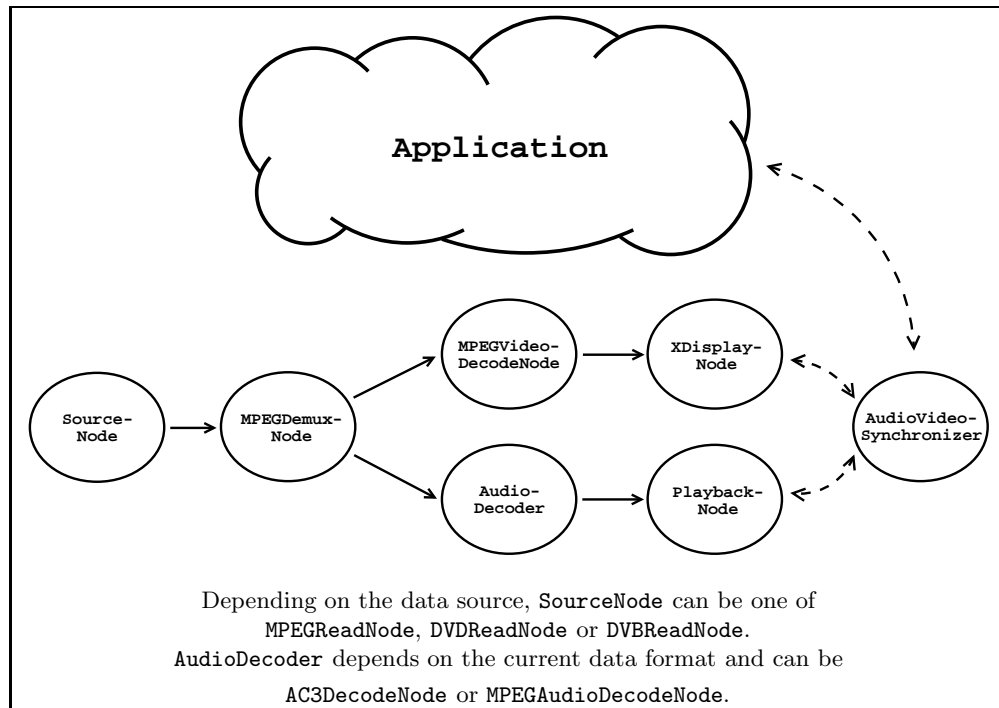 Application
MPEGVideo-
DecodeNode
XDisplay-
Node
Source-
Node
MPEGDemux-
Node
AudioVideo-
Synchronizer
Audio-
Decoder
Playback-
Node
Depending on the data source, SourceNode can be one of
MPEGReadNode, DVDReadNode or DVBReadNode.
AudioDecoder depends on the current data format and can be
AC3DecodeNode or MPEGAudioDecodeNode.